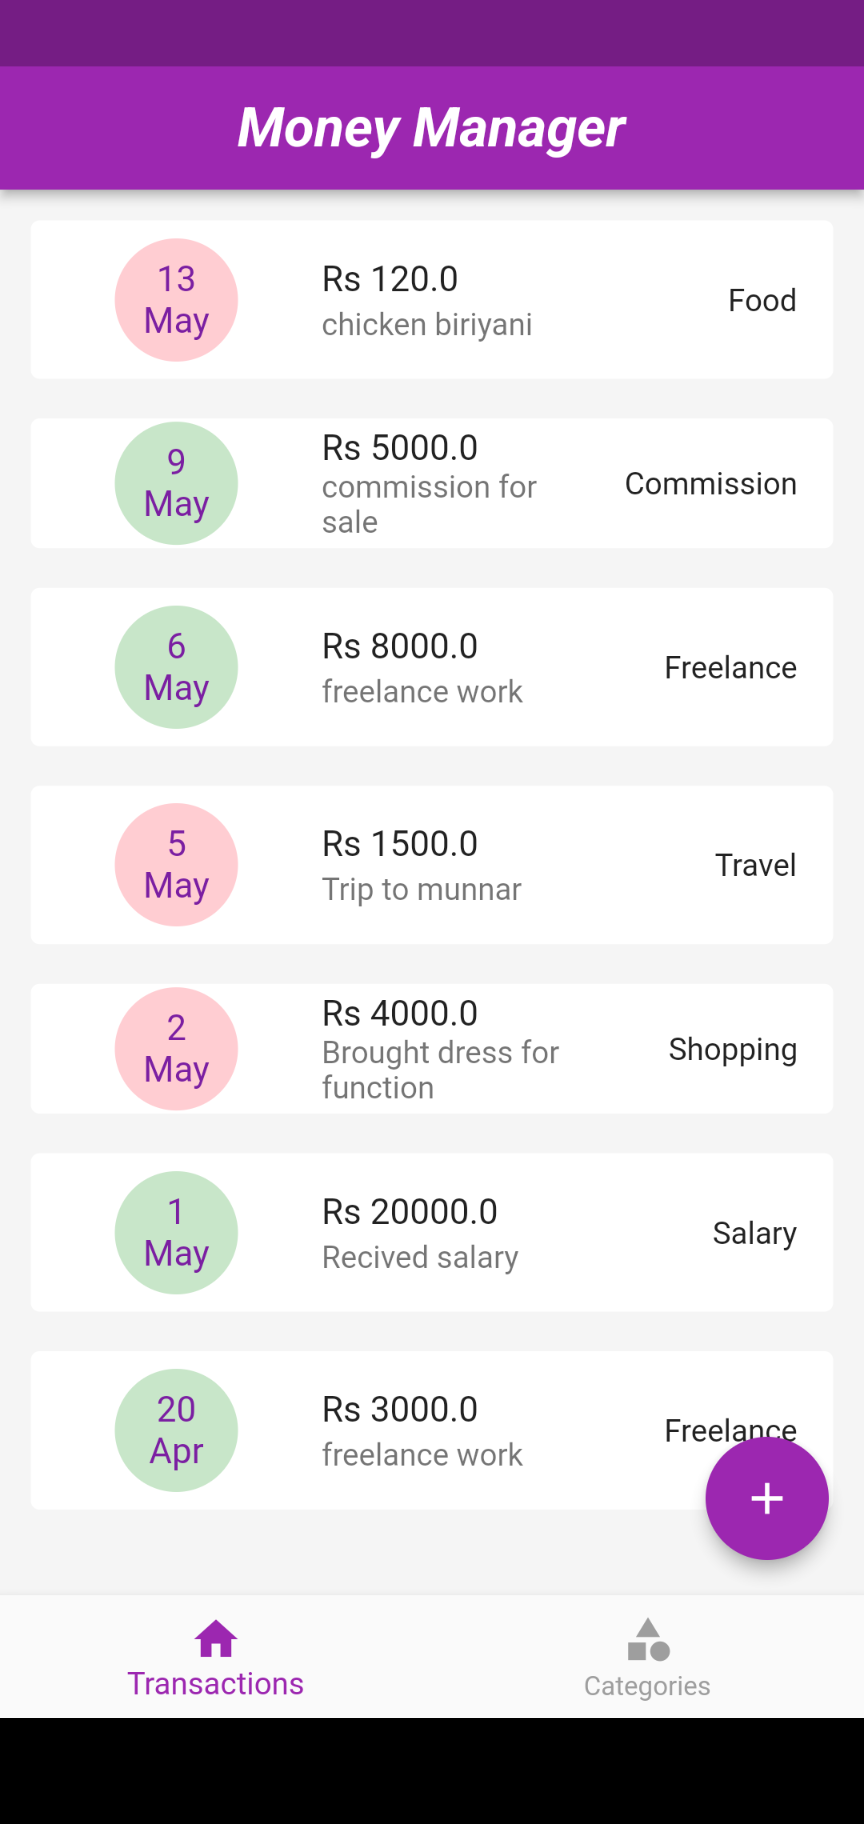 Money Manager
13
May
Rs 120.0
chicken biriyani
Food
9
May
Rs 5000.0
commission for
sale
Commission
6
May
Rs 8000.0
freelance work
Freelance
5
May
Rs 1500.0
Trip to munnar
Travel
2
May
Rs 4000.0
Brought dress for
function
Shopping
1
May
Rs 20000.0
Recived salary
Salary
20
Apr
Rs 3000.0
freelance work
Freelance
+
Transactions
Categories